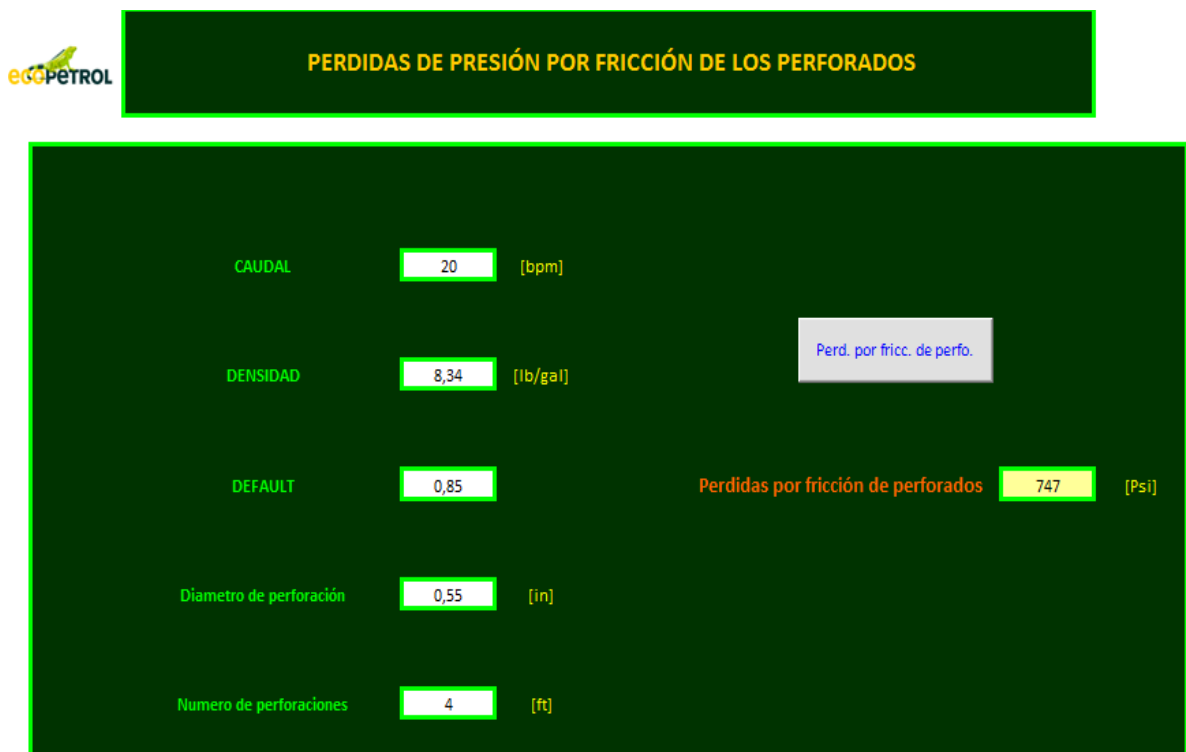 ecopetrol
PERDIDAS DE PRESIÓN POR FRICCIÓN DE LOS PERFORADOS
CAUDAL 20 [bpm]
Perd. por fricc. de perfo.
DENSIDAD 8,34 [lb/gal]
DEFAULT 0,85 Perdidas por fricción de perforados 747 [Psi]
Diametro de perforación 0,55 [in]
Numero de perforaciones 4 [ft]